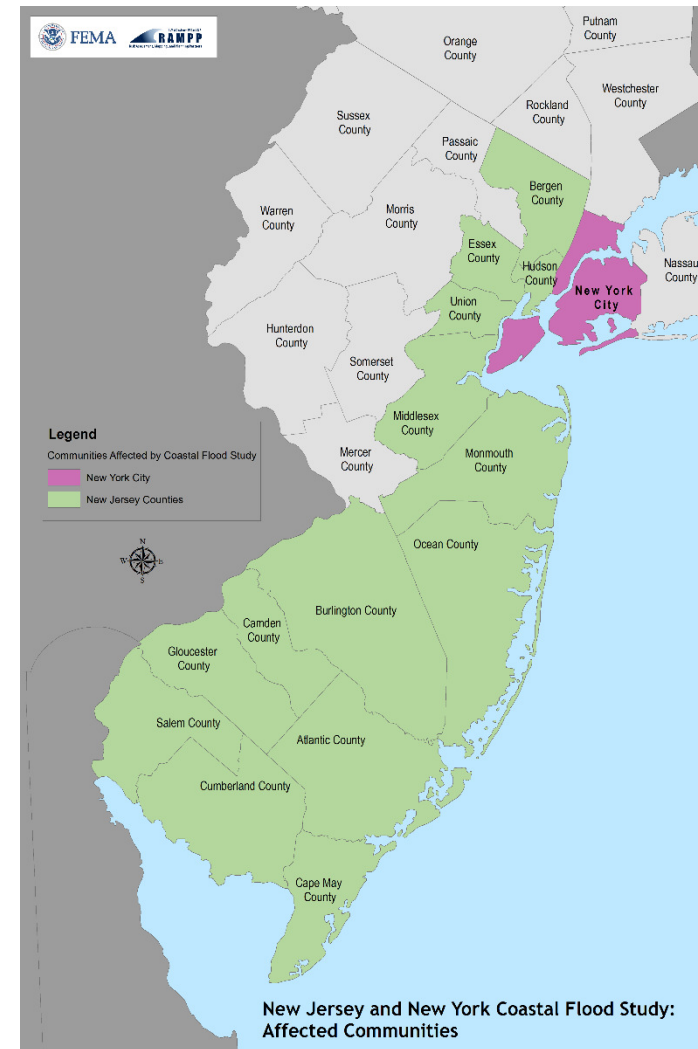 FEMA
RAMPP
Putnam
County
Orange
County
Westchester
County
Rockland
County
Sussex
County
Passaic
County
Bergen
County
Warren
County
Morris
County
Essex
County
Hudson
County
Nassau
County
New York
City
Union
County
Hunterdon
County
Somerset
County
Middlesex
County
Mercer
County
Monmouth
County
Legend
Communities Affected by Coastal Flood Study
New York City
New Jersey Counties
N
W
E
S
Ocean County
Burlington County
Camden
County
Gloucester
County
Salem County
Atlantic County
Cumberland County
Cape May
County
New Jersey and New York Coastal Flood Study:
Affected Communities